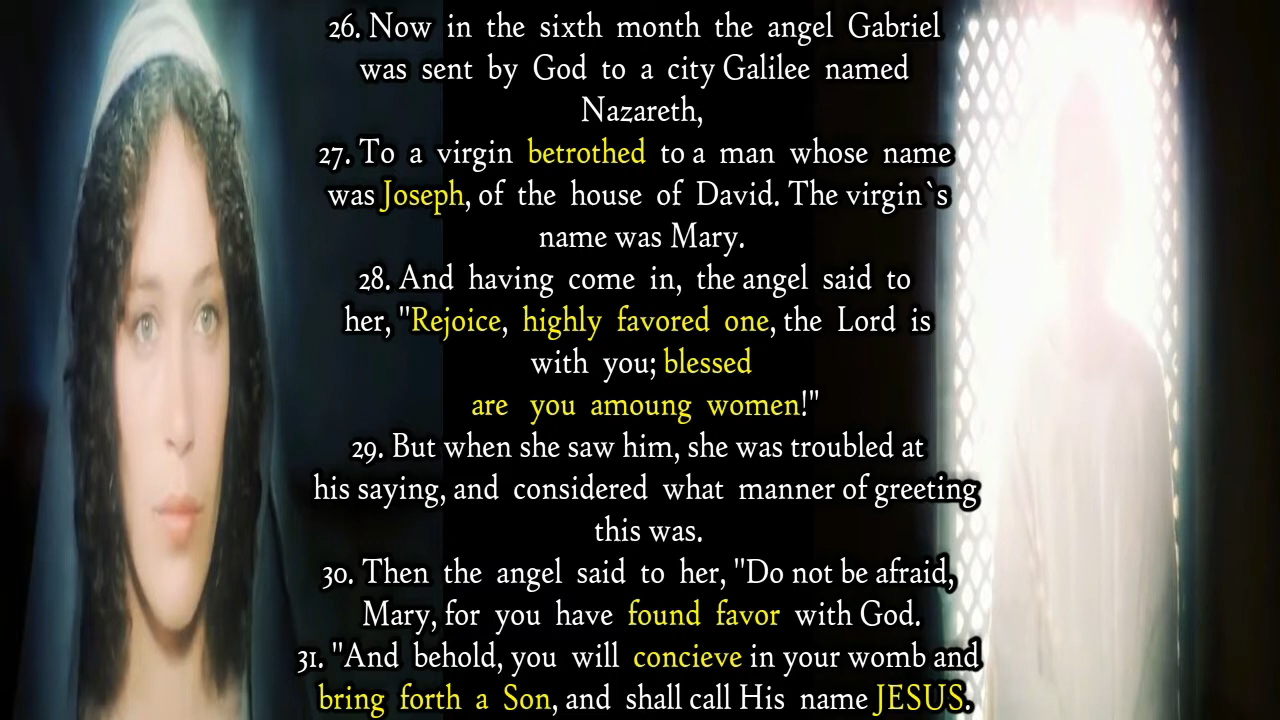 26. Now in the sixth month the angel Gabriel
was sent by God to a city Galilee named
Nazareth,
27. To a virgin betrothed to a man whose name
was Joseph, of the house of David. The virgin`s
name was Mary.
28. And having come in, the angel said to
her, "Rejoice, highly favored one, the Lord is
with you; blessed
are you amoung women!"
29. But when she saw him, she was troubled at
his saying, and considered what manner of greeting
this was.
30. Then the angel said to her, "Do not be afraid,
Mary, for you have found favor with God.
31. "And behold, you will concieve in your womb and
bring forth a Son, and shall call His name JESUS.